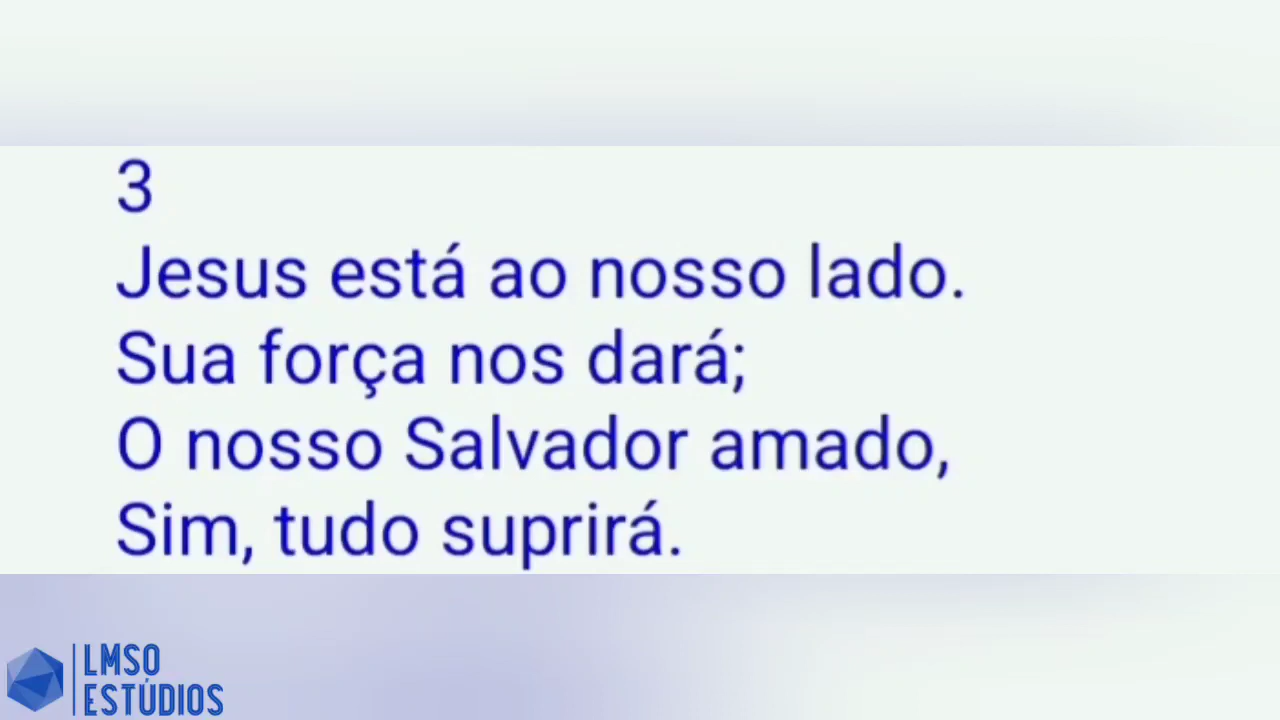 3
Jesus está ao nosso lado.
Sua força nos dará;
O nosso Salvador amado,
Sim, tudo suprirá.
LMSO
ESTÚDIOS